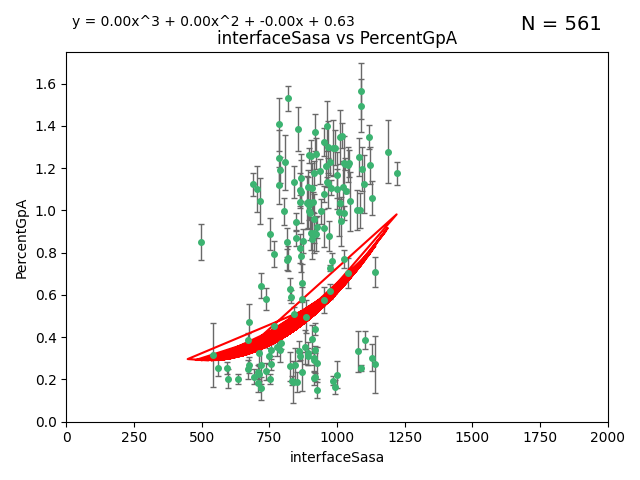 y = 0.00x^3 + 0.00x^2 + -0.00x + 0.63
N = 561
interfaceSasa vs PercentGpA
PercentGpA
1.6
1.4
1.2
1.0
0.8
0.6
0.4
0.2
0.0
0 250 500 750 1000 1250 1500 1750 2000
interfaceSasa